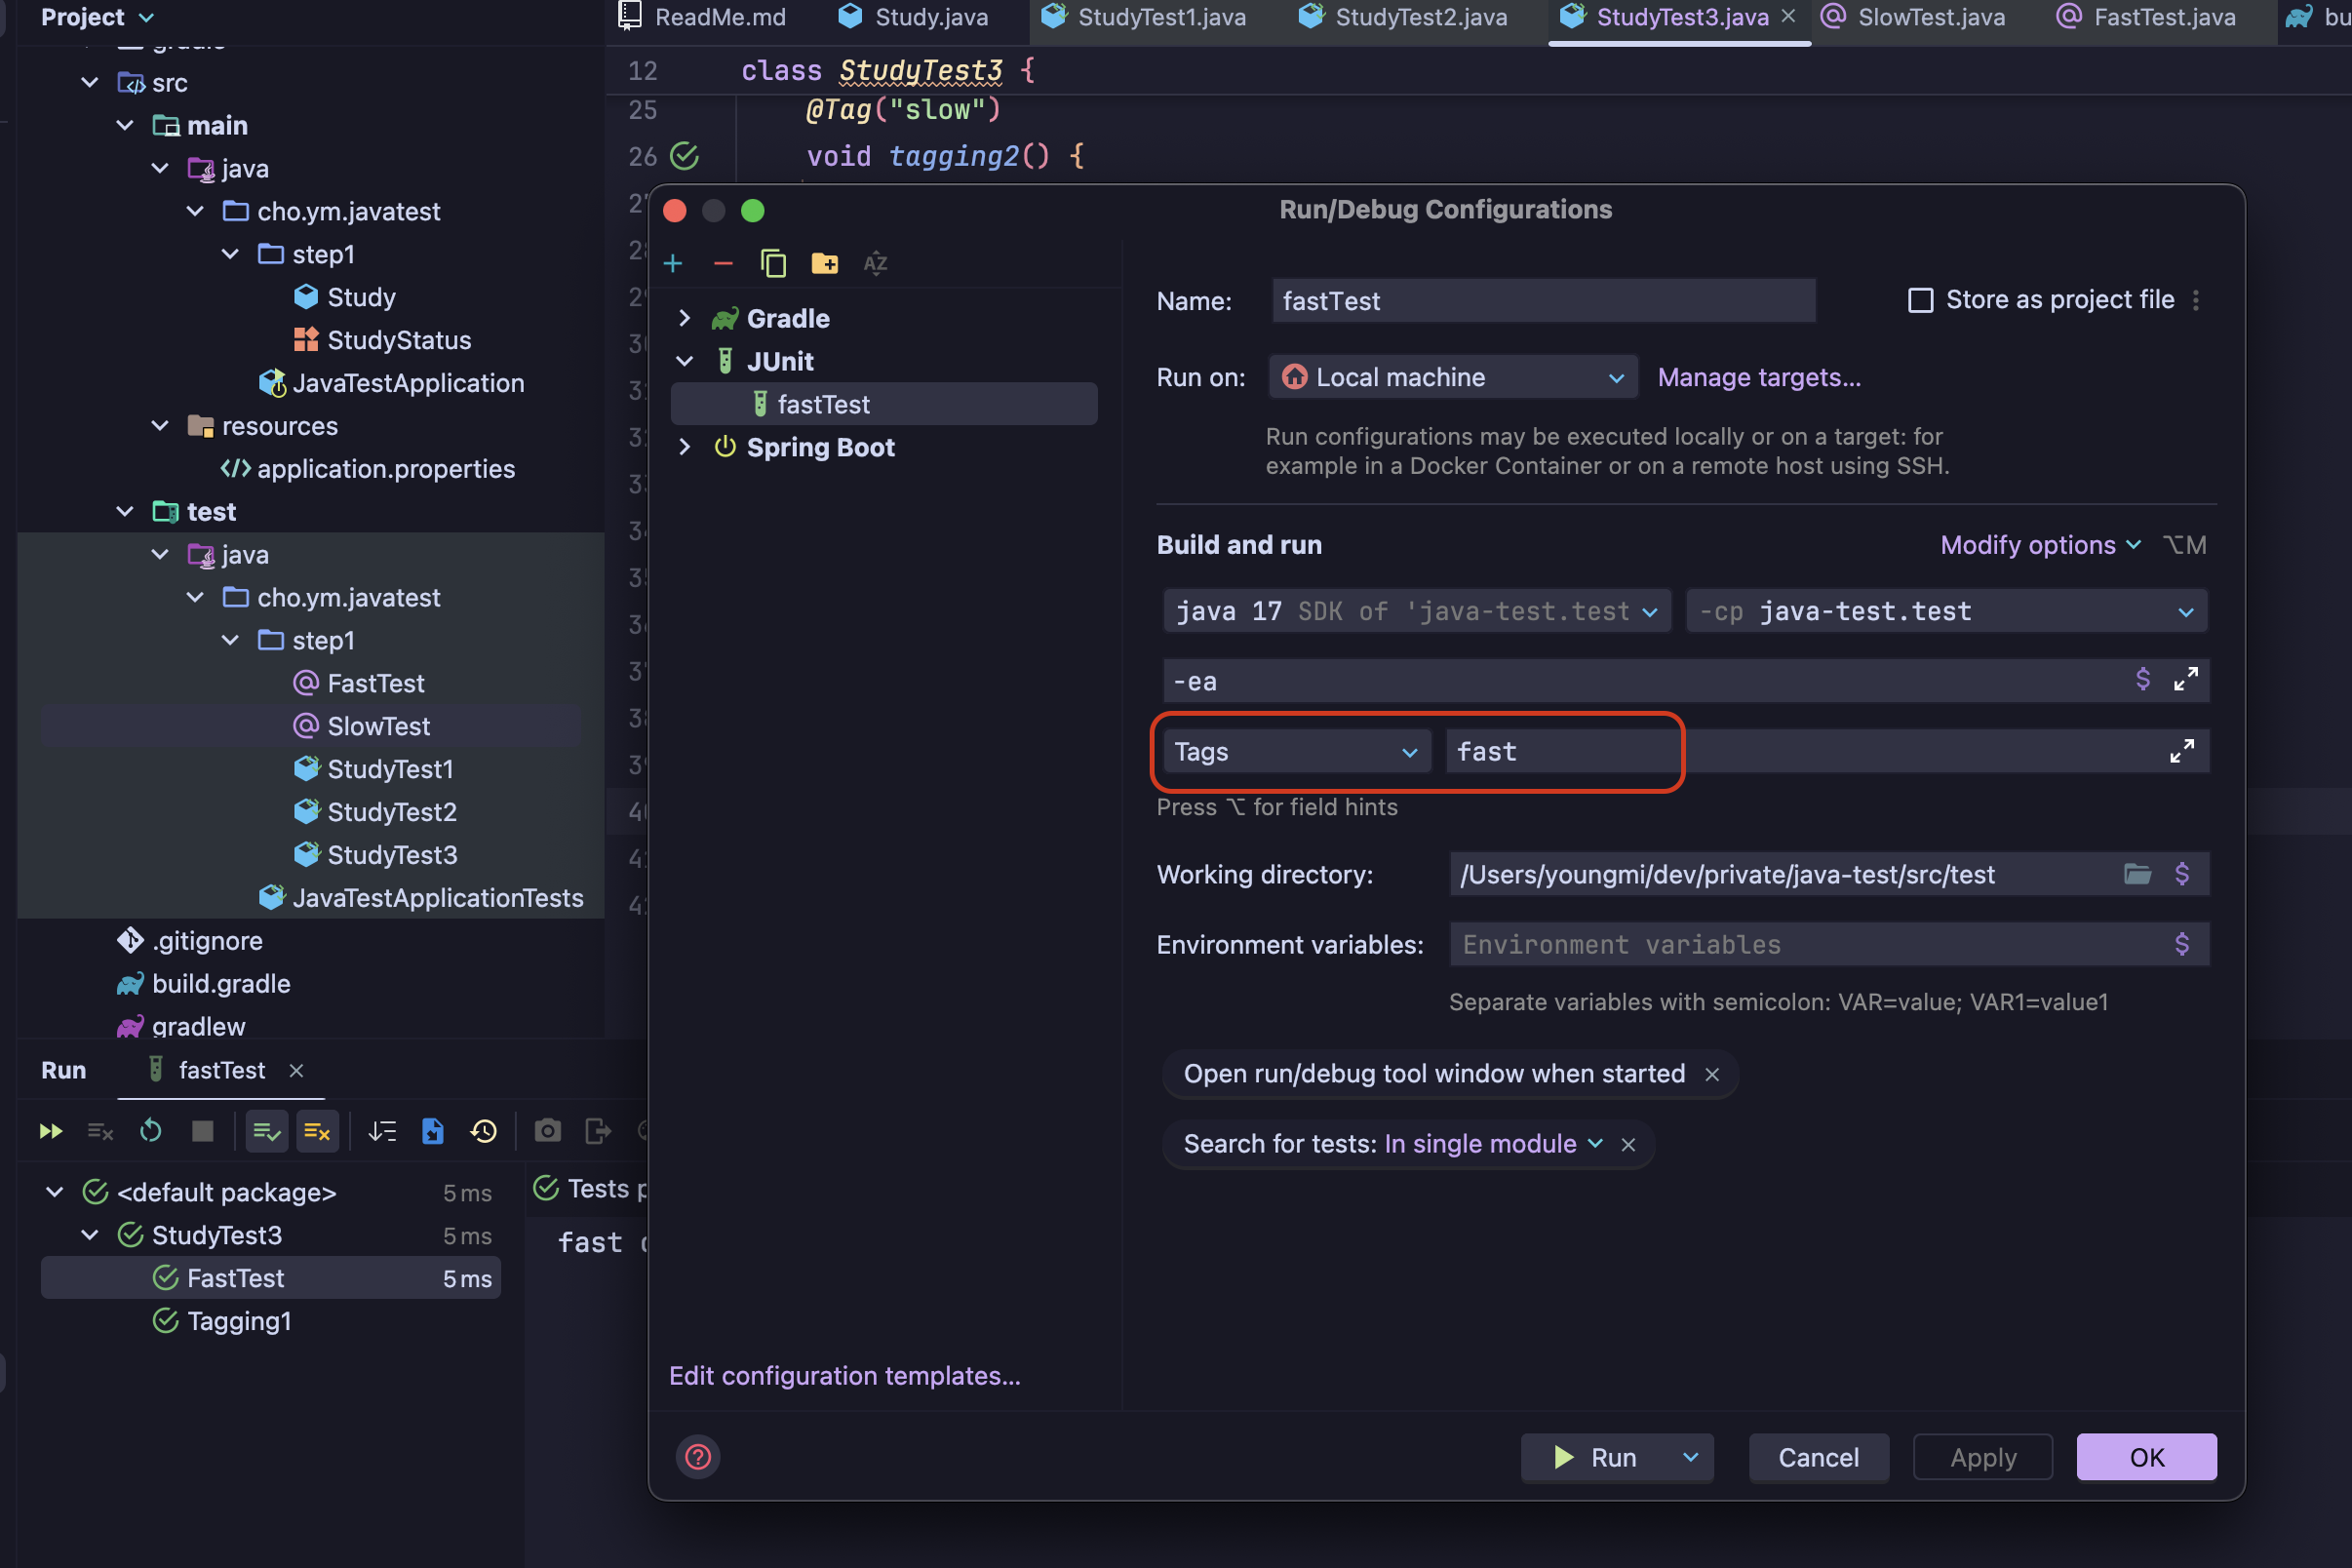 Project
ReadMe.md
Study.java
StudyTest1.java
StudyTest2.java
StudyTest3.java
SlowTest.java
FastTest.java
src
main
java
cho.ym.javatest
step1
Study
StudyStatus
JavaTestApplication
resources
application.properties
test
java
cho.ym.javatest
step1
FastTest
SlowTest
StudyTest1
StudyTest2
StudyTest3
JavaTestApplicationTests
.gitignore
build.gradle
gradlew
12 class StudyTest3 {
25 @Tag("slow")
26 void tagging2() {
Run/Debug Configurations
Gradle
JUnit
fastTest
Spring Boot
Edit configuration templates...
Name: fastTest
Store as project file
Run on: Local machine Manage targets...
Run configurations may be executed locally or on a target: for
example in a Docker Container or on a remote host using SSH.
Build and run Modify options ⌥M
java 17 SDK of 'java-test.test -cp java-test.test
-ea
Tags fast
Press ⌥ for field hints
Working directory: /Users/youngmi/dev/private/java-test/src/test
Environment variables: Environment variables
Separate variables with semicolon: VAR=value; VAR1=value1
Open run/debug tool window when started
Search for tests: In single module
Run Cancel Apply OK
Run fastTest
<default package> 5 ms
StudyTest3 5 ms
FastTest 5 ms
Tagging1
Tests
fast